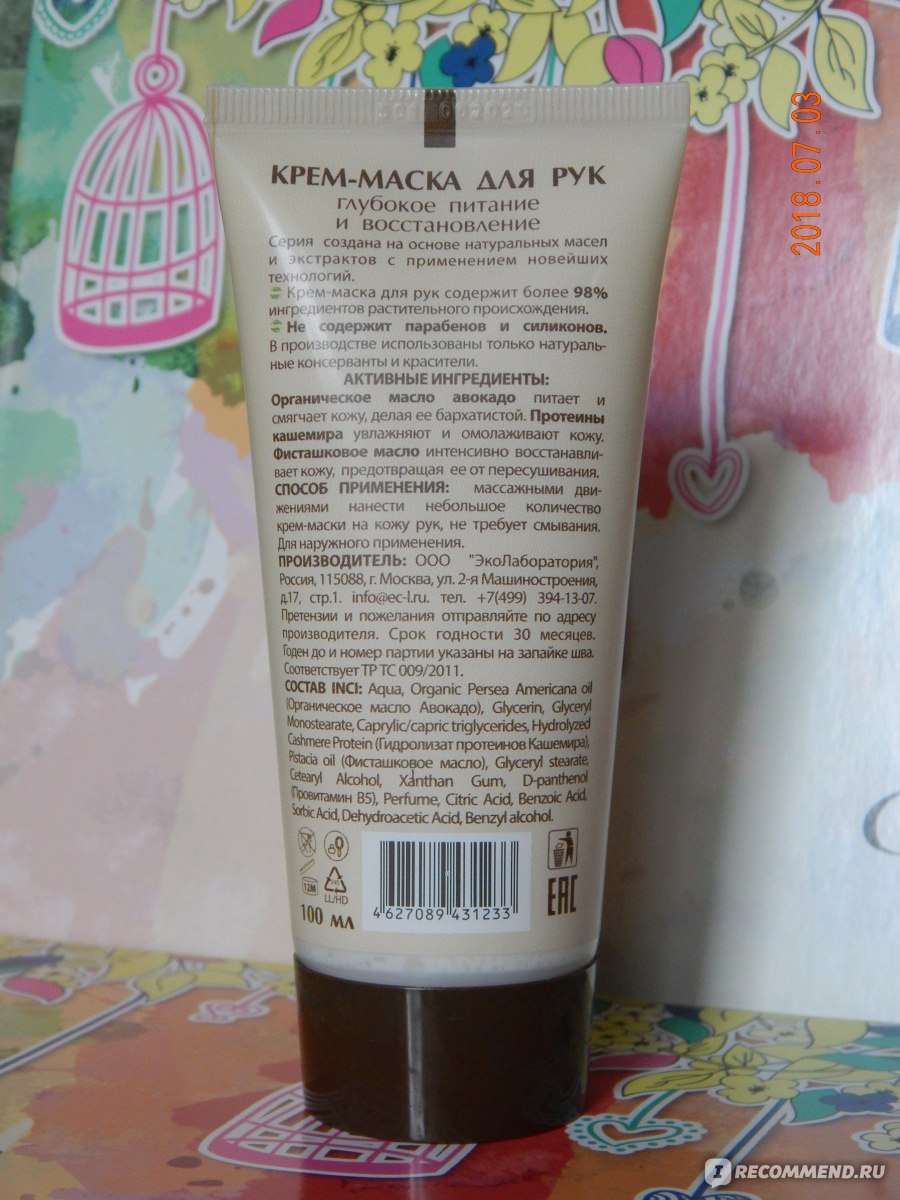 КРЕМ-МАСКА ДЛЯ РУК
глубокое питание
и восстановление
Серия создана на основе натуральных масел
и экстрактов с применением новейших
технологий.
Крем-маска для рук содержит более 98%
ингредиентов растительного происхождения.
Не содержит парабенов и силиконов.
В производстве использованы только натураль-
ные консерванты и красители.
АКТИВНЫЕ ИНГРЕДИЕНТЫ:
Органическое масло авокадо питает и
смягчает кожу, делая ее бархатистой. Протеины
кашемира увлажняют и омолаживают кожу.
Фисташковое масло интенсивно восстанавли-
вает кожу, предотвращая ее от пересушивания.
СПОСОБ ПРИМЕНЕНИЯ: массажными дви-
жениями нанести небольшое количество
крем-маски на кожу рук, не требует смывания.
Для наружного применения.
ПРОИЗВОДИТЕЛЬ: ООО "ЭкоЛаборатория",
Россия, 115088, г. Москва, ул. 2-я Машиностроения,
д.17, стр.1. info@ec-l.ru. тел. +7(499) 394-13-07.
Претензии и пожелания отправляйте по адресу
производителя. Срок годности 30 месяцев.
Годен до и номер партии указаны на запайке шва.
Соответствует ТР ТС 009/2011.
СОСТАВ INCI: Aqua, Organic Persea Americana oil
(Органическое масло Авокадо), Glycerin, Glyceryl
Monostearate, Caprylic/capric triglycerides, Hydrolyzed
Cashmere Protein (Гидролизат протеинов Кашемира),
Pistacia oil (Фисташковое масло), Glyceryl stearate,
Cetearyl Alcohol, Xanthan Gum, D-panthenol
(Провитамин В5), Perfume, Citric Acid, Benzoic Acid,
Sorbic Acid, Dehydroacetic Acid, Benzyl alcohol.
12M
LL/HD
100 мл
4 627089 431233
EAC
2018.07.03
I RECOMMEND.RU